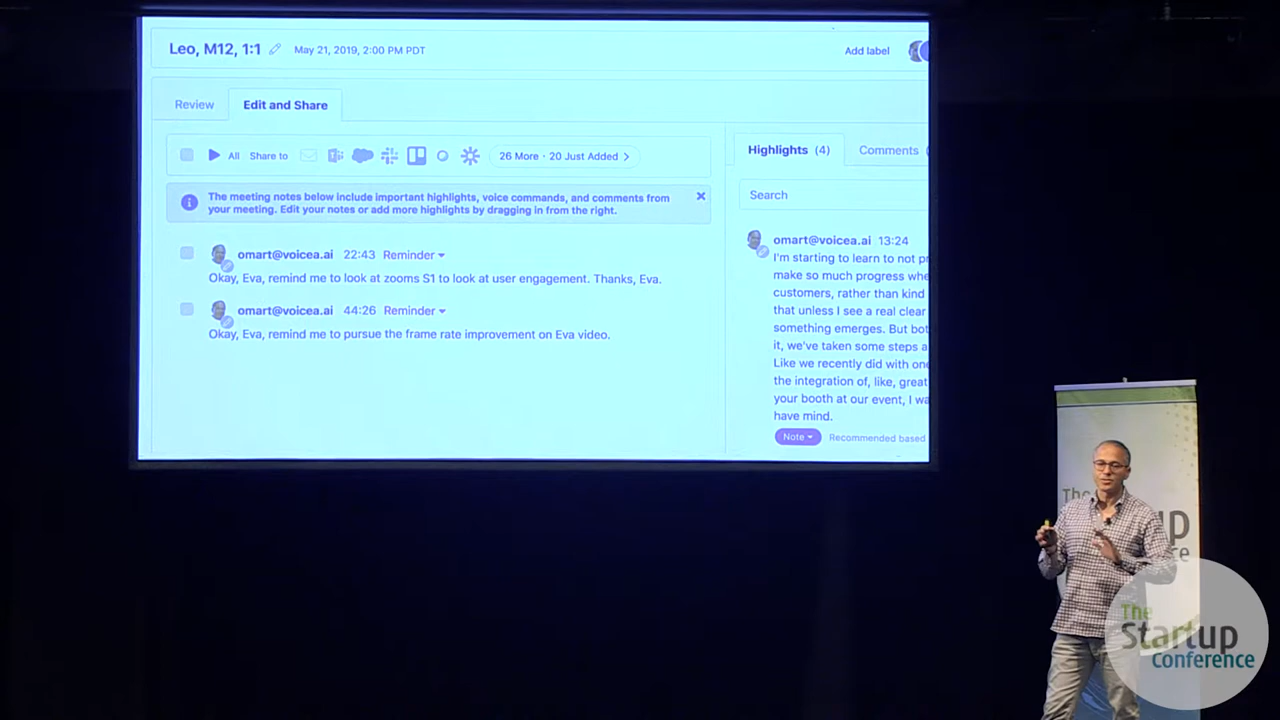 Leo, M12, 1:1
May 21, 2019, 2:00 PM PDT
Add label
Review
Edit and Share
All
Share to
26 More · 20 Just Added >
The meeting notes below include important highlights, voice commands, and comments from
your meeting. Edit your notes or add more highlights by dragging in from the right.
omart@voicea.ai 22:43 Reminder
Okay, Eva, remind me to look at zooms S1 to look at user engagement. Thanks, Eva.
omart@voicea.ai 44:26 Reminder
Okay, Eva, remind me to pursue the frame rate improvement on Eva video.
Highlights (4)
Comments
Search
omart@voicea.ai 13:24
I'm starting to learn to not
make so much progress
customers, rather than kind
that unless I see a real clear
something emerges. But
it, we've taken some steps
Like we recently did with
the integration of, like,
your booth at our event, I
have mind.
Note
Recommended based
The
up
The
Startup
Conference